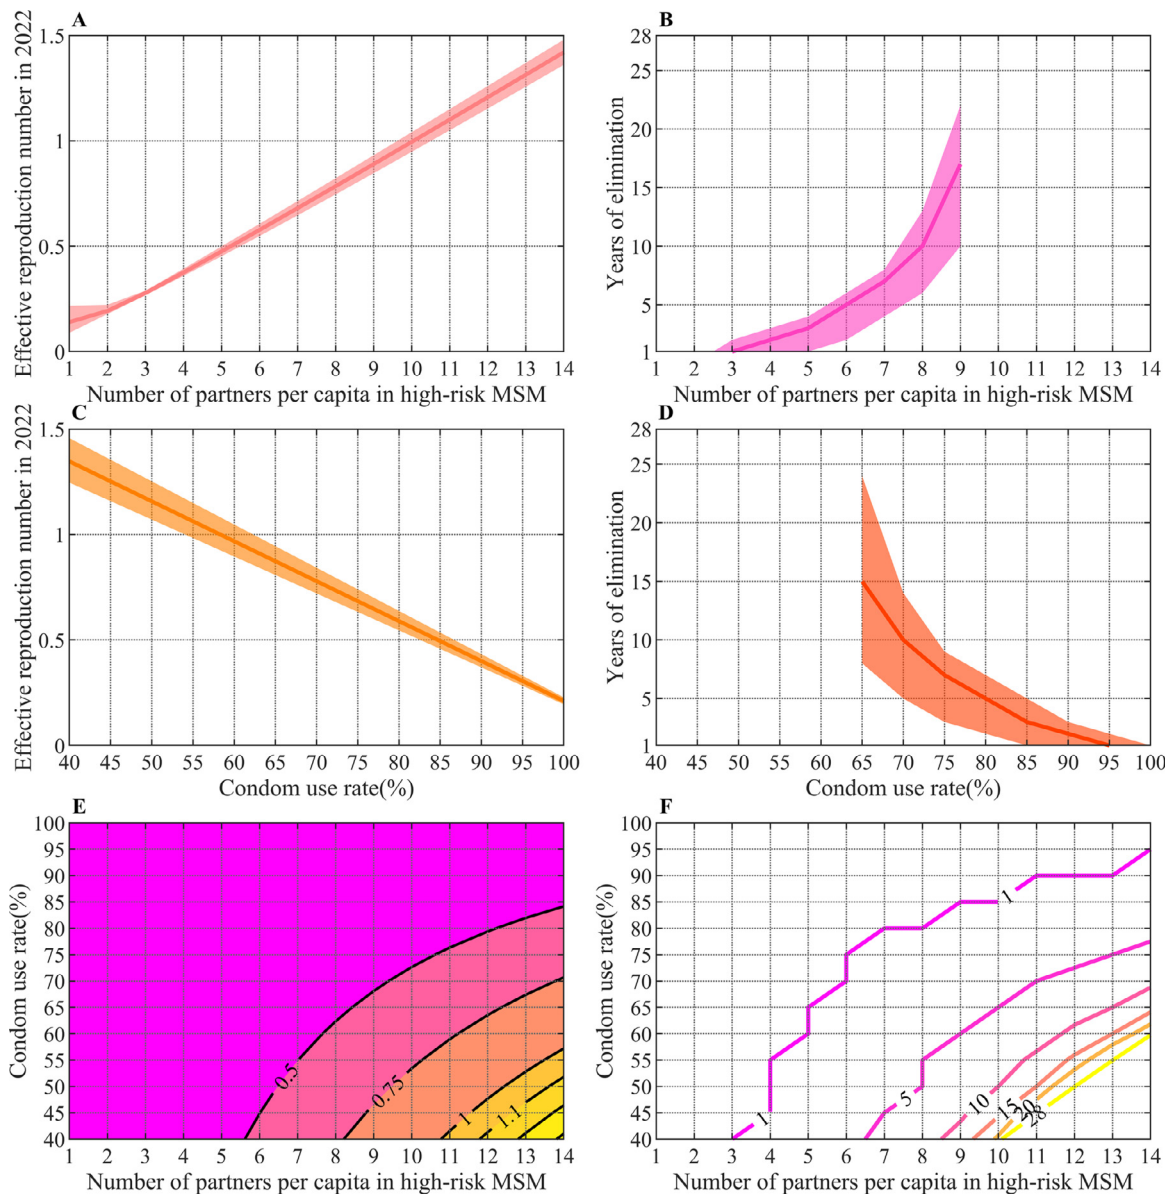 A
Effective reproduction number in 2022
1.5
1
0.5
0
1 2 3 4 5 6 7 8 9 10 11 12 13 14
Number of partners per capita in high-risk MSM
B
Years of elimination
28
25
20
15
10
5
1
1 2 3 4 5 6 7 8 9 10 11 12 13 14
Number of partners per capita in high-risk MSM
C
Effective reproduction number in 2022
1.5
1
0.5
0
40 45 50 55 60 65 70 75 80 85 90 95 100
Condom use rate(%)
D
Years of elimination
28
25
20
15
10
5
1
40 45 50 55 60 65 70 75 80 85 90 95 100
Condom use rate(%)
E
Condom use rate(%)
100
95
90
85
80
75
70
65
60
55
50
45
40
0.5
0.75
1
1.1
1 2 3 4 5 6 7 8 9 10 11 12 13 14
Number of partners per capita in high-risk MSM
F
Condom use rate(%)
100
95
90
85
80
75
70
65
60
55
50
45
40
1
1
5
10
15
20
28
1 2 3 4 5 6 7 8 9 10 11 12 13 14
Number of partners per capita in high-risk MSM